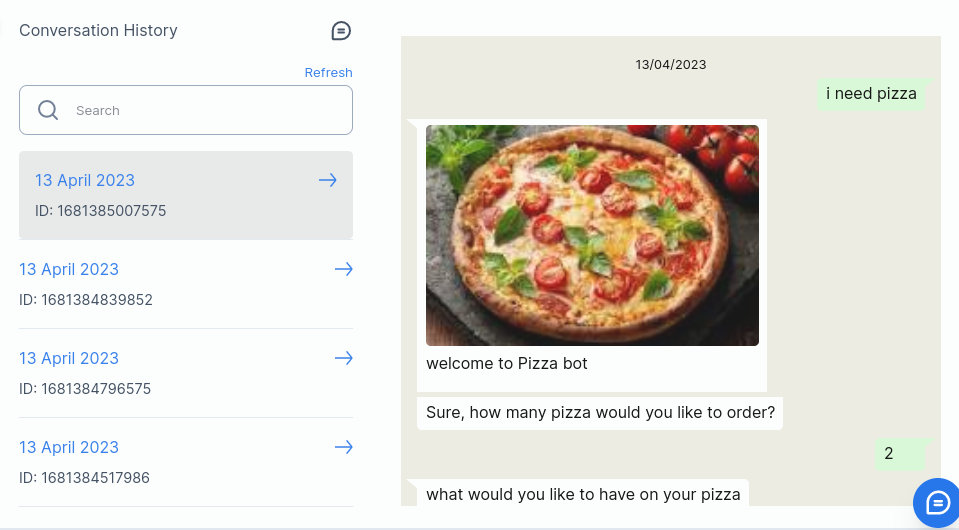 Conversation History
Refresh
Search
13 April 2023
ID: 1681385007575
13 April 2023
ID: 1681384839852
13 April 2023
ID: 1681384796575
13 April 2023
ID: 1681384517986
13/04/2023
i need pizza
welcome to Pizza bot
Sure, how many pizza would you like to order?
2
what would you like to have on your pizza